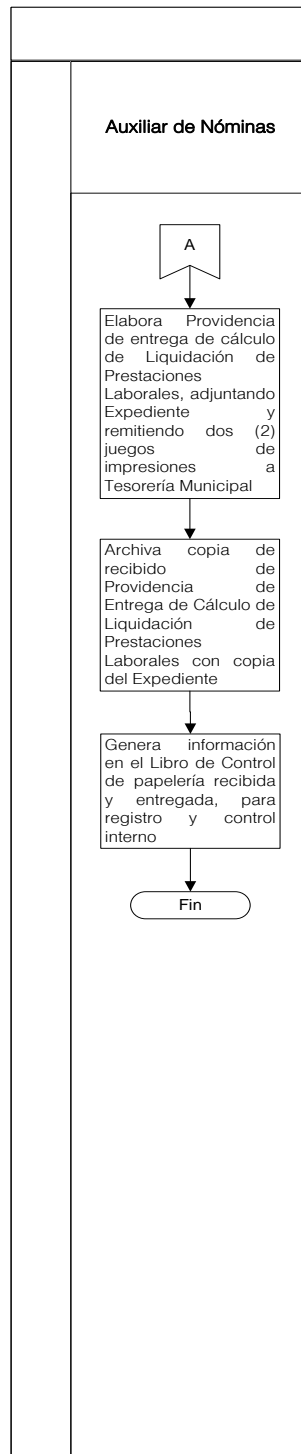 Auxiliar de Nóminas
A
Elabora Providencia
de entrega de cálculo
de Liquidación de
Prestaciones
Laborales, adjuntando
Expediente y
remitiendo dos (2)
juegos de
impresiones a
Tesorería Municipal
Archiva copia de
recibido de
Providencia de
Entrega de Cálculo de
Liquidación de
Prestaciones
Laborales con copia
del Expediente
Genera información
en el Libro de Control
de papelería recibida
y entregada, para
registro y control
interno
Fin